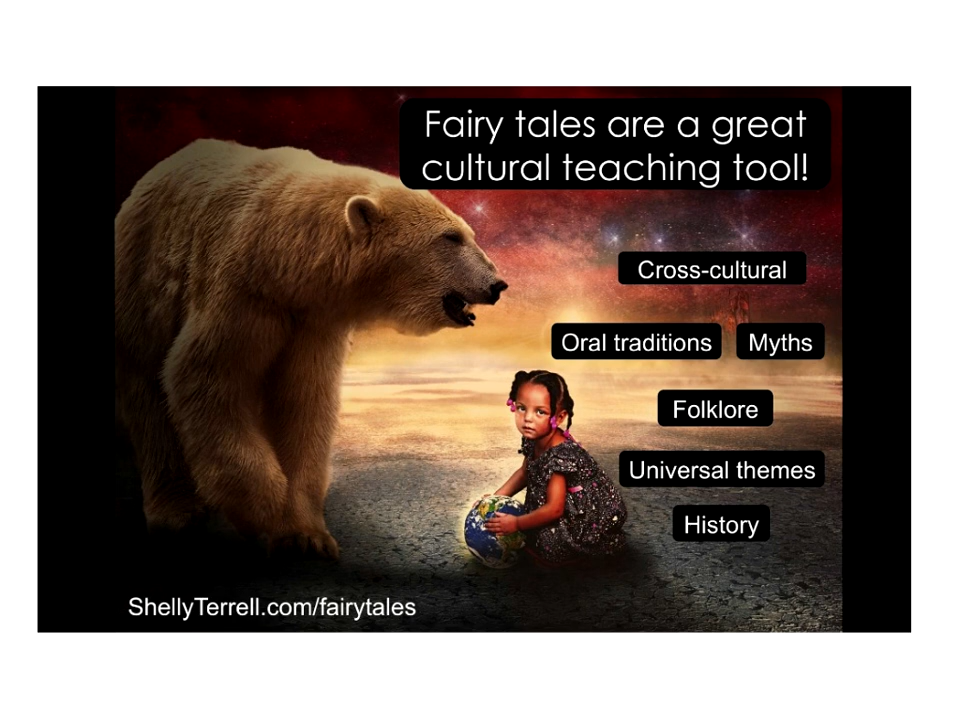 Fairy tales are a great
cultural teaching tool!
Cross-cultural
Oral traditions Myths
Folklore
Universal themes
History
ShellyTerrell.com/fairytales